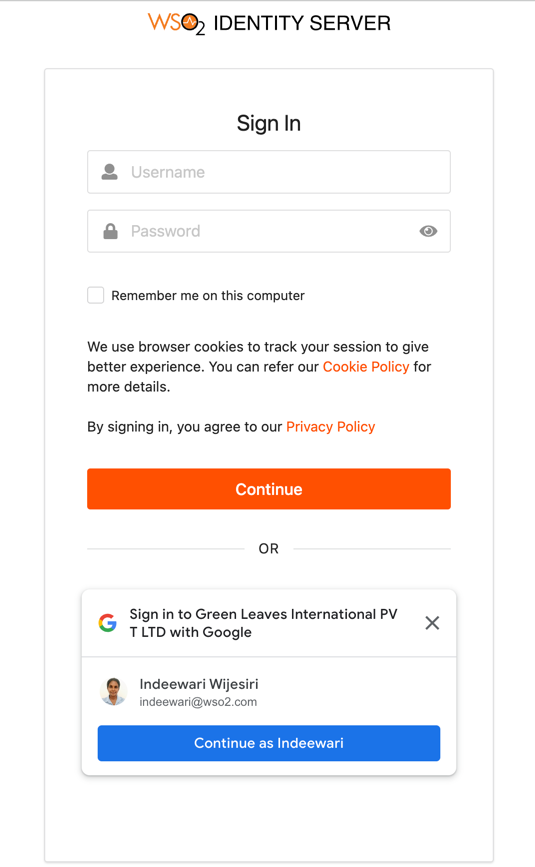 WSO2 IDENTITY SERVER
Sign In
Username
Password
Remember me on this computer
We use browser cookies to track your session to give
better experience. You can refer our Cookie Policy for
more details.
By signing in, you agree to our Privacy Policy
Continue
OR
Sign in to Green Leaves International PV
T LTD with Google
Indeewari Wijesiri
indeewari@wso2.com
Continue as Indeewari